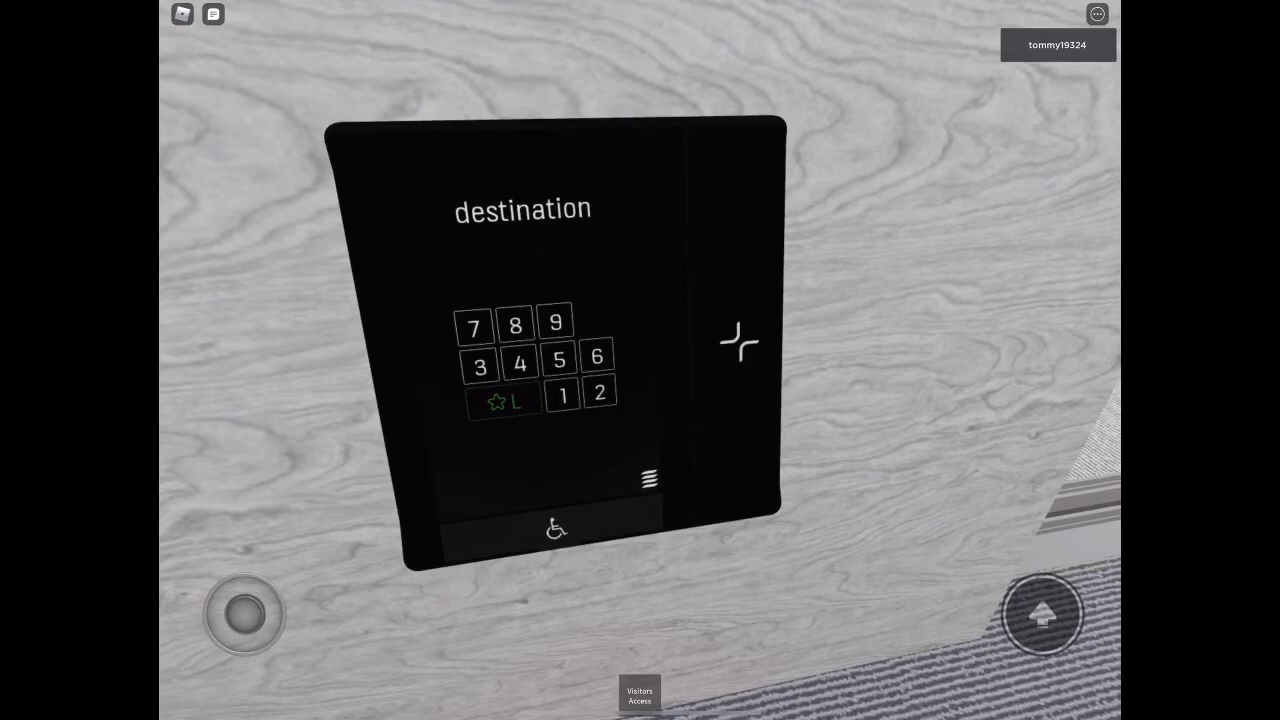 tommy19324
destination
7 8 9
3 4 5 6
☆ L 1 2
Visitors
Access